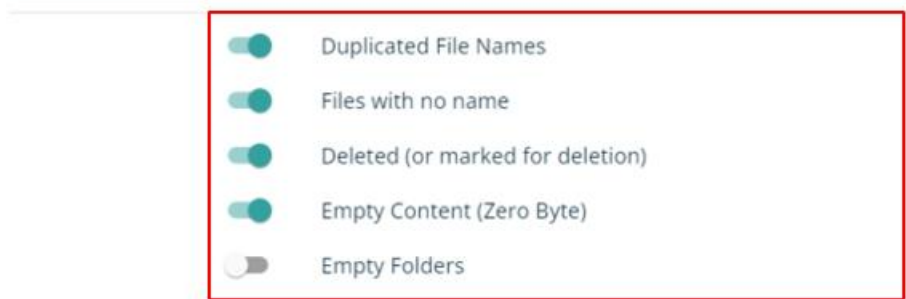 Duplicated File Names
Files with no name
Deleted (or marked for deletion)
Empty Content (Zero Byte)
Empty Folders